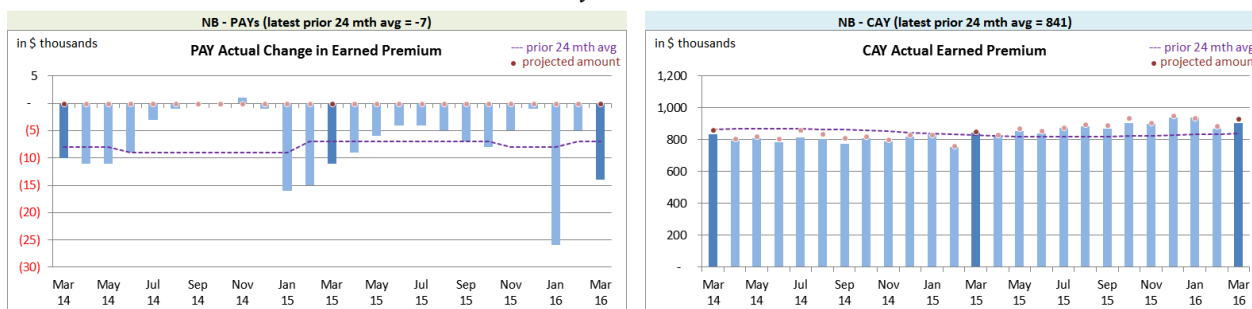 NB - PAYs (latest prior 24 mth avg = -7)
in $ thousands
PAY Actual Change in Earned Premium
prior 24 mth avg
projected amount
5
-
(5)
(10)
(15)
(20)
(25)
(30)
Mar May Jul Sep Nov Jan Mar May Jul Sep Nov Jan Mar
14 14 14 14 14 15 15 15 15 15 15 16 16
NB - CAY (latest prior 24 mth avg = 841)
in $ thousands
CAY Actual Earned Premium
prior 24 mth avg
projected amount
1,200
1,000
800
600
400
200
-
Mar May Jul Sep Nov Jan Mar May Jul Sep Nov Jan Mar
14 14 14 14 14 15 15 15 15 15 15 16 16